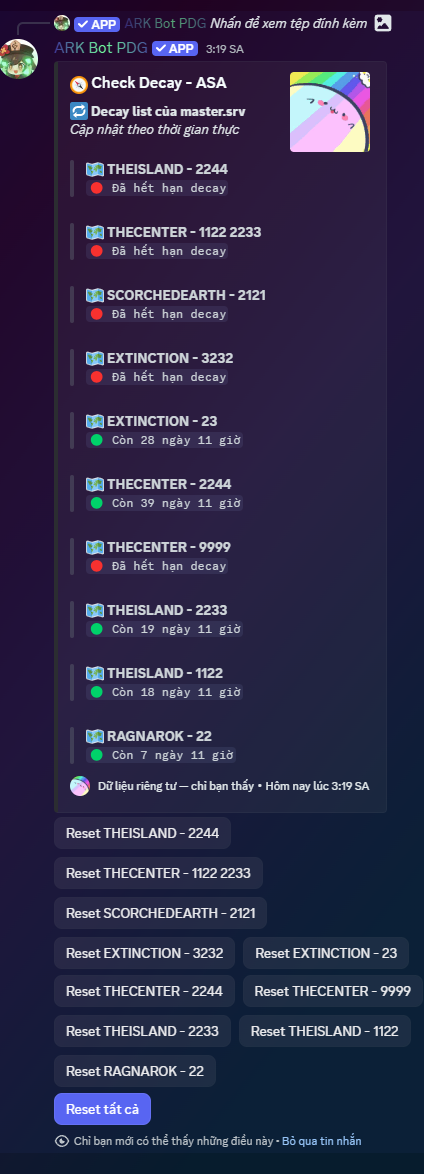 APP ARK Bot PDG Nhấn để xem tệp đính kèm
ARK Bot PDG APP 3:19 SA
Check Decay - ASA
Decay list của master.srv
Cập nhật theo thời gian thực
THEISLAND - 2244
Đã hết hạn decay
THECENTER - 1122 2233
Đã hết hạn decay
SCORCHEDEARTH - 2121
Đã hết hạn decay
EXTINCTION - 3232
Đã hết hạn decay
EXTINCTION - 23
Còn 28 ngày 11 giờ
THECENTER - 2244
Còn 39 ngày 11 giờ
THECENTER - 9999
Đã hết hạn decay
THEISLAND - 2233
Còn 19 ngày 11 giờ
THEISLAND - 1122
Còn 18 ngày 11 giờ
RAGNAROK - 22
Còn 7 ngày 11 giờ
Dữ liệu riêng tư — chỉ bạn thấy • Hôm nay lúc 3:19 SA
Reset THEISLAND - 2244
Reset THECENTER - 1122 2233
Reset SCORCHEDEARTH - 2121
Reset EXTINCTION - 3232 Reset EXTINCTION - 23
Reset THECENTER - 2244 Reset THECENTER - 9999
Reset THEISLAND - 2233 Reset THEISLAND - 1122
Reset RAGNAROK - 22
Reset tất cả
Chỉ bạn mới có thể thấy những điều này • Bỏ qua tin nhắn